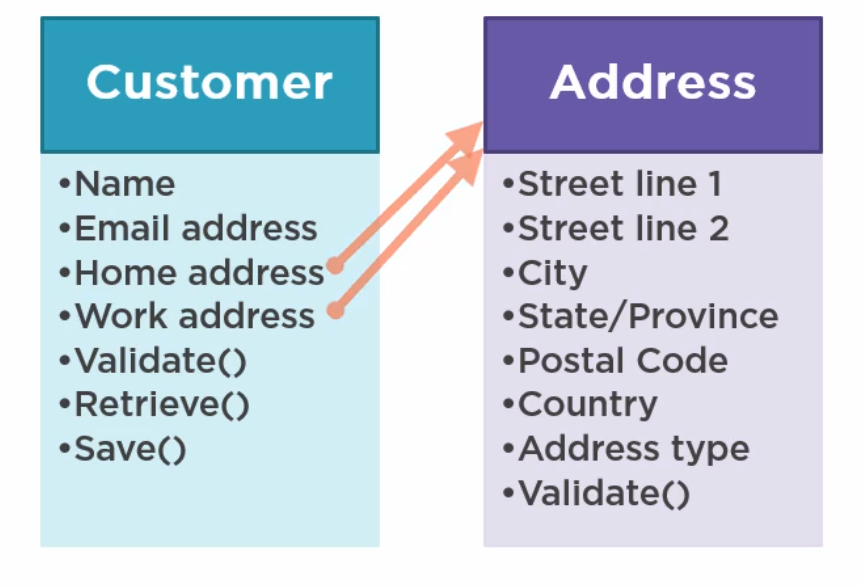 Customer
•Name
•Email address
•Home address
•Work address
•Validate()
•Retrieve()
•Save()
Address
•Street line 1
•Street line 2
•City
•State/Province
•Postal Code
•Country
•Address type
•Validate()